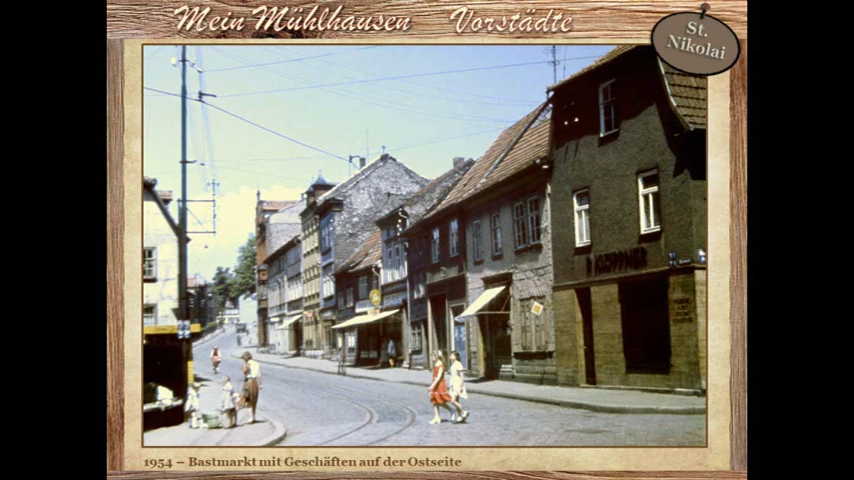 Mein Mühlhausen Vorstädte
St.
Nikolai
1954 – Bastmarkt mit Geschäften auf der Ostseite